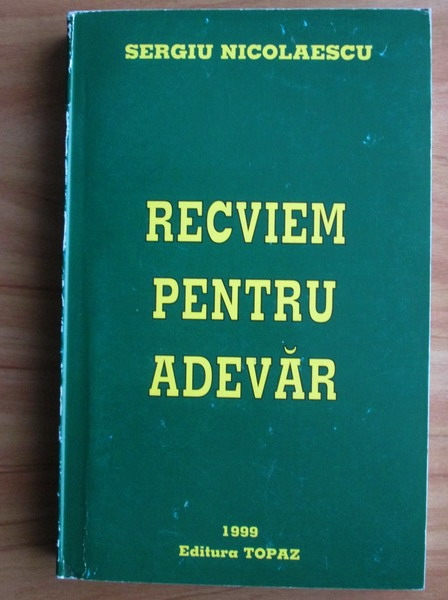 SERGIU NICOLAESCU
RECVIEM
PENTRU
ADEVĂR
1999
Editura TOPAZ